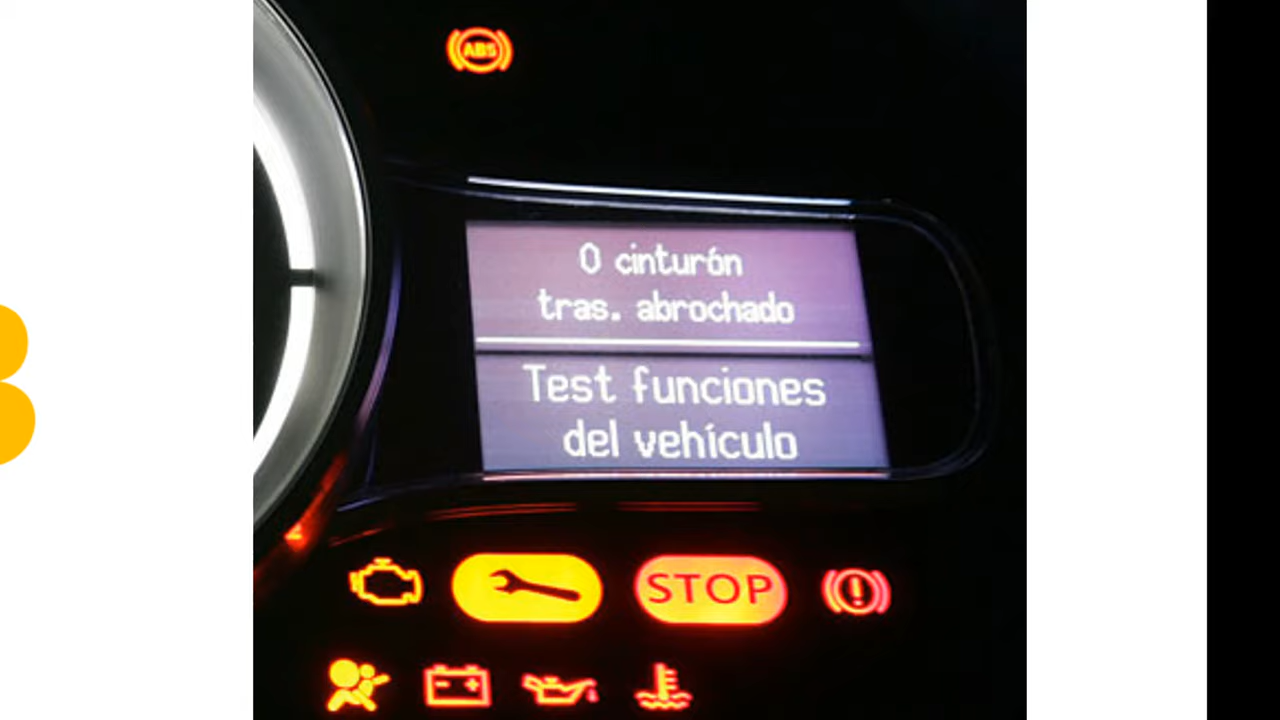 ABS
0 cinturón
tras. abrochado
Test funciones
del vehículo
STOP